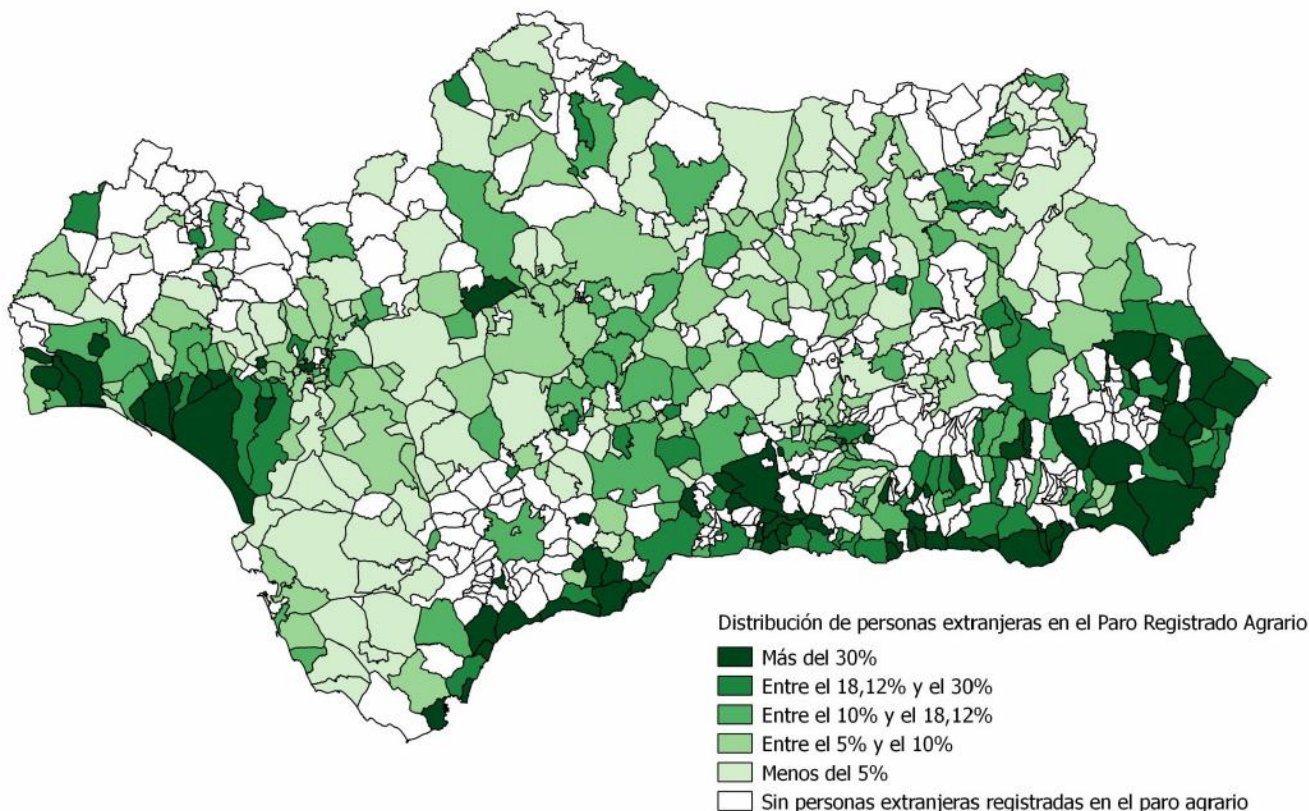 Distribución de personas extranjeras en el Paro Registrado Agrario
Más del 30%
Entre el 18,12% y el 30%
Entre el 10% y el 18,12%
Entre el 5% y el 10%
Menos del 5%
Sin personas extranjeras registradas en el paro agrario